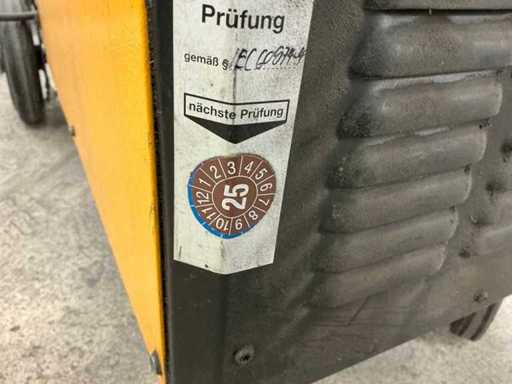 Prüfung
gemäß § IEC 60974-4
nächste Prüfung
1 2 3 4 5 6 7 8 9 10 11 12
25